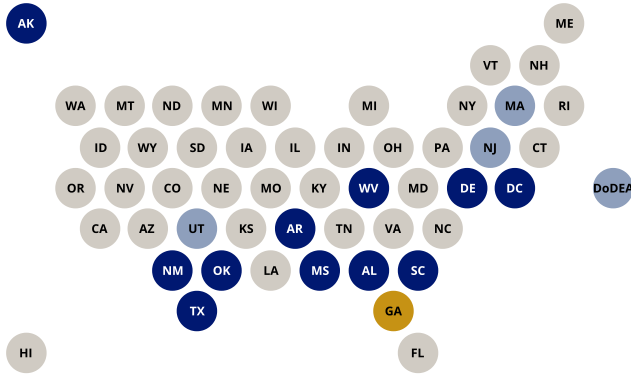 AK ME
VT NH
WA MT ND MN WI MI NY MA RI
ID WY SD IA IL IN OH PA NJ CT
OR NV CO NE MO KY WV MD DE DC DoDEA
CA AZ UT KS AR TN VA NC
NM OK LA MS AL SC
TX GA
HI FL